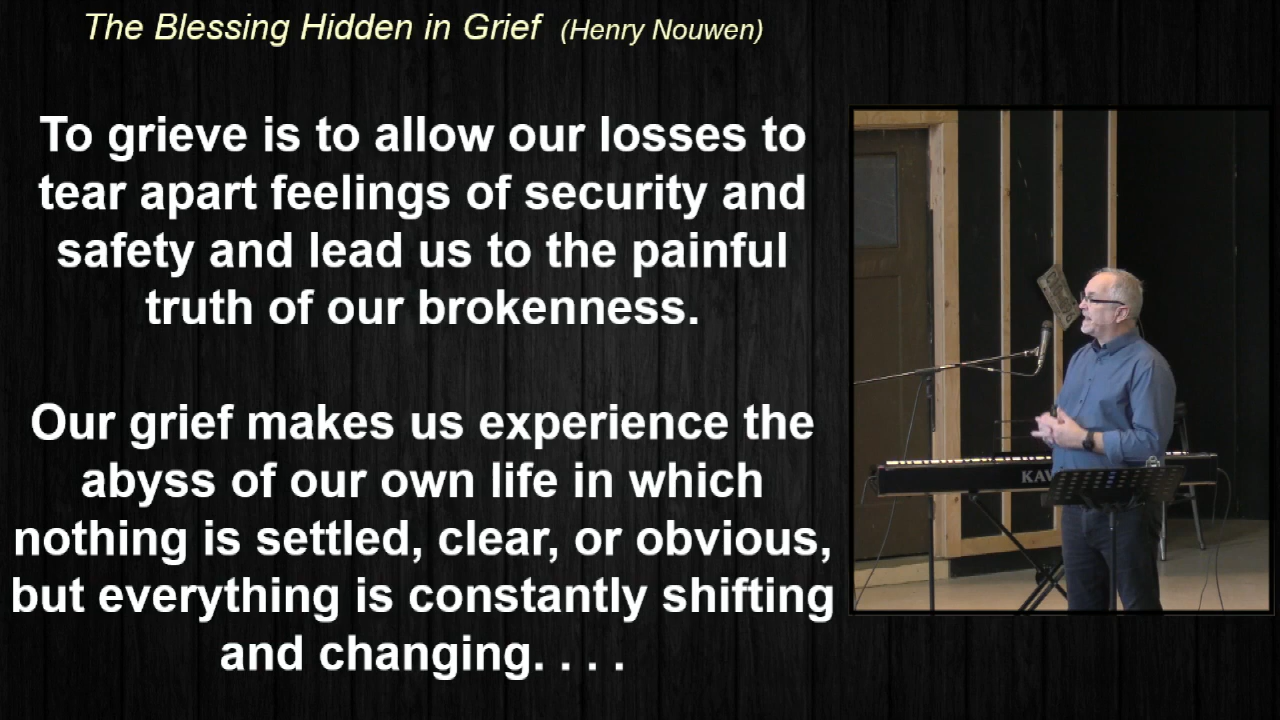 The Blessing Hidden in Grief (Henry Nouwen)
To grieve is to allow our losses to
tear apart feelings of security and
safety and lead us to the painful
truth of our brokenness.
Our grief makes us experience the
abyss of our own life in which
nothing is settled, clear, or obvious,
but everything is constantly shifting
and changing. . . .
KAW